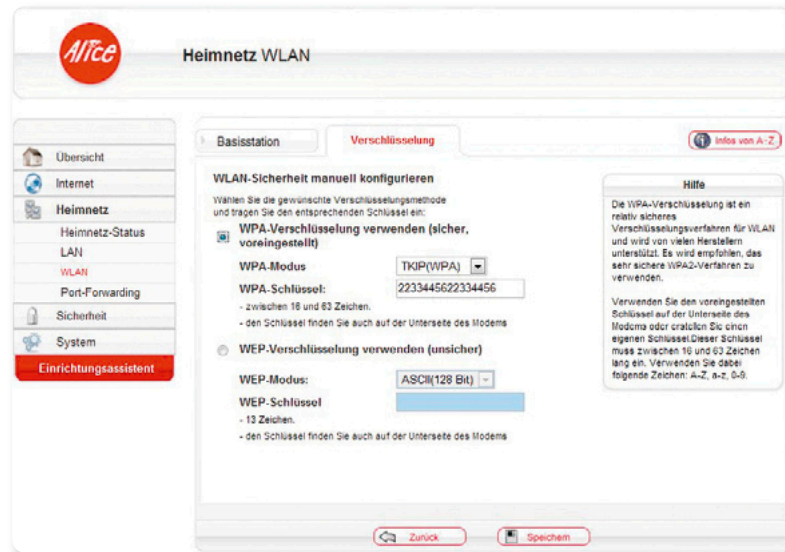 Alice
Heimnetz WLAN
Übersicht
Internet
Heimnetz
Heimnetz-Status
LAN
WLAN
Port-Forwarding
Sicherheit
System
Einrichtungsassistent
Basisstation
Verschlüsselung
Infos von A-Z
WLAN-Sicherheit manuell konfigurieren
Wählen Sie die gewünschte Verschlüsselungsmethode
und tragen Sie den entsprechenden Schlüssel ein:
WPA-Verschlüsselung verwenden (sicher,
voreingestellt)
WPA-Modus TKIP(WPA)
WPA-Schlüssel: 2233445622334456
- zwischen 16 und 63 Zeichen.
- den Schlüssel finden Sie auch auf der Unterseite des Modems
WEP-Verschlüsselung verwenden (unsicher)
WEP-Modus: ASCII(128 Bit)
WEP-Schlüssel
- 13 Zeichen.
- den Schlüssel finden Sie auch auf der Unterseite des Modems
Hilfe
Die WPA-Verschlüsselung ist ein
relativ sicheres
Verschlüsselungsverfahren für WLAN
und wird von vielen Herstellern
unterstützt. Es wird empfohlen, das
sehr sichere WPA2-Verfahren zu
verwenden.
Verwenden Sie den voreingestellten
Schlüssel auf der Unterseite des
Modems oder erstellen Sie einen
eigenen Schlüssel.Dieser Schlüssel
muss zwischen 16 und 63 Zeichen
lang ein. Verwenden Sie dabei
folgende Zeichen: A-Z, a-z, 0-9.
Zurück
Speichern